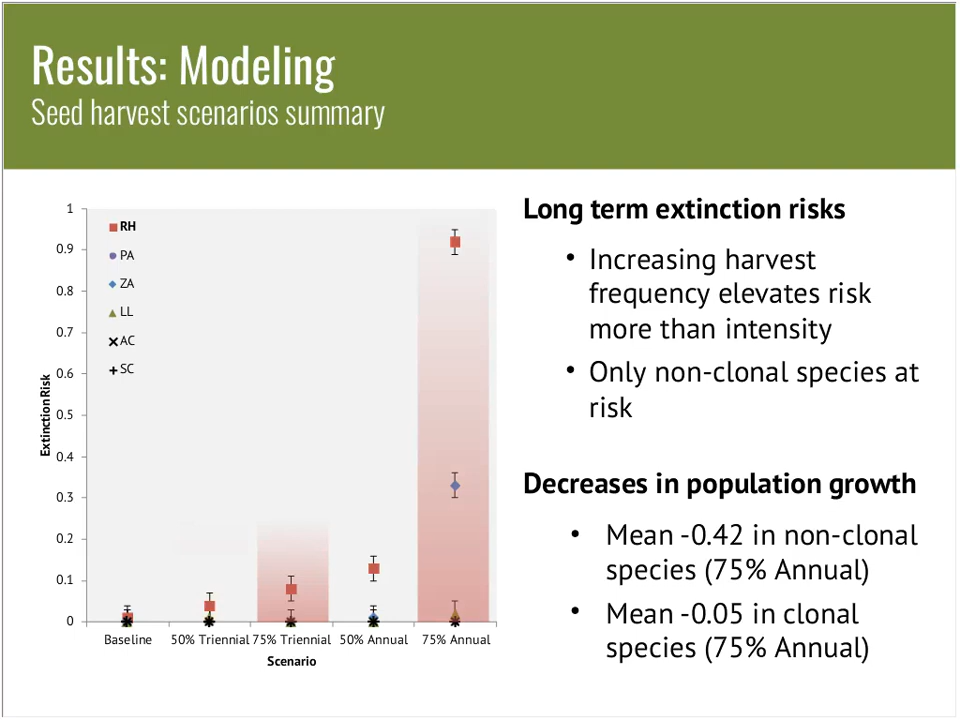 Results: Modeling
Seed harvest scenarios summary
1
0.9
0.8
0.7
0.6
0.5
0.4
0.3
0.2
0.1
0
ExtinctionRisk
RH
PA
ZA
LL
AC
SC
Baseline
50% Triennial
75% Triennial
50% Annual
75% Annual
Scenario
Long term extinction risks
• Increasing harvest
frequency elevates risk
more than intensity
• Only non-clonal species at
risk
Decreases in population growth
• Mean -0.42 in non-clonal
species (75% Annual)
• Mean -0.05 in clonal
species (75% Annual)